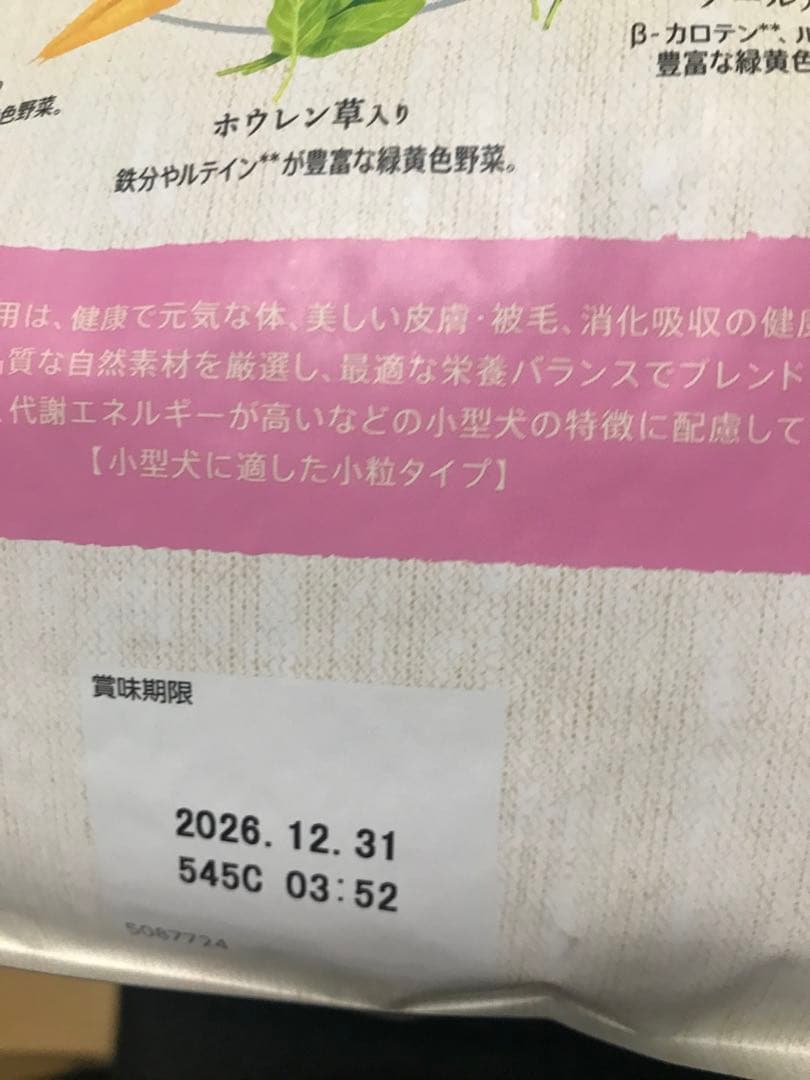 β-カロテン**、ル
豊富な緑黄色
色野菜。
ホウレン草入り
鉄分やルテイン**が豊富な緑黄色野菜。
用は、健康で元気な体、美しい皮膚・被毛、消化吸収の健康
質な自然素材を厳選し、最適な栄養バランスでブレンド
代謝エネルギーが高いなどの小型犬の特徴に配慮して
【小型犬に適した小粒タイプ】
賞味期限
2026. 12. 31
545C 03:52
5087724